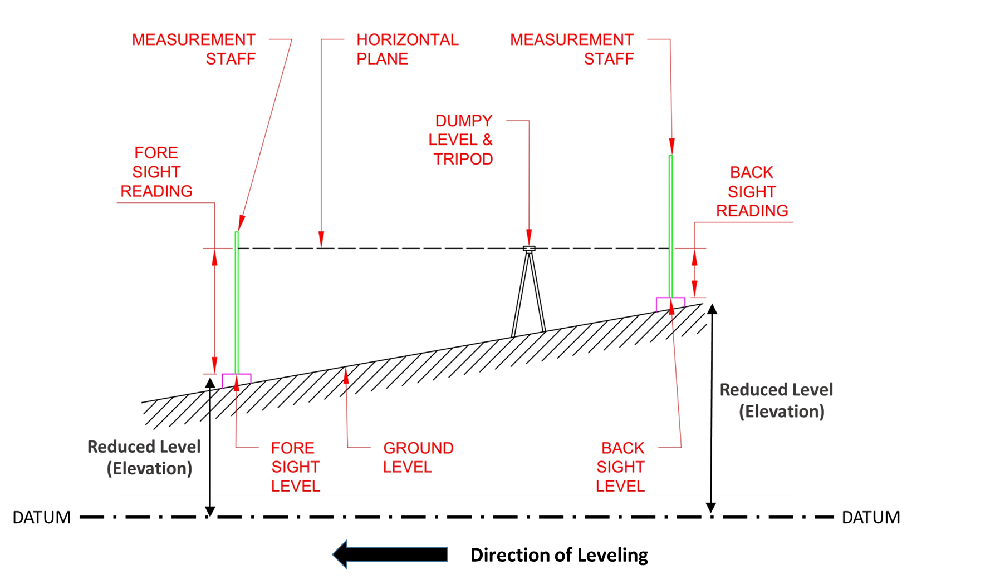 MEASUREMENT
STAFF
HORIZONTAL
PLANE
MEASUREMENT
STAFF
DUMPY
LEVEL &
TRIPOD
FORE
SIGHT
READING
BACK
SIGHT
READING
Reduced Level
(Elevation)
Reduced Level
(Elevation)
FORE
SIGHT
LEVEL
GROUND
LEVEL
BACK
SIGHT
LEVEL
DATUM
DATUM
Direction of Leveling